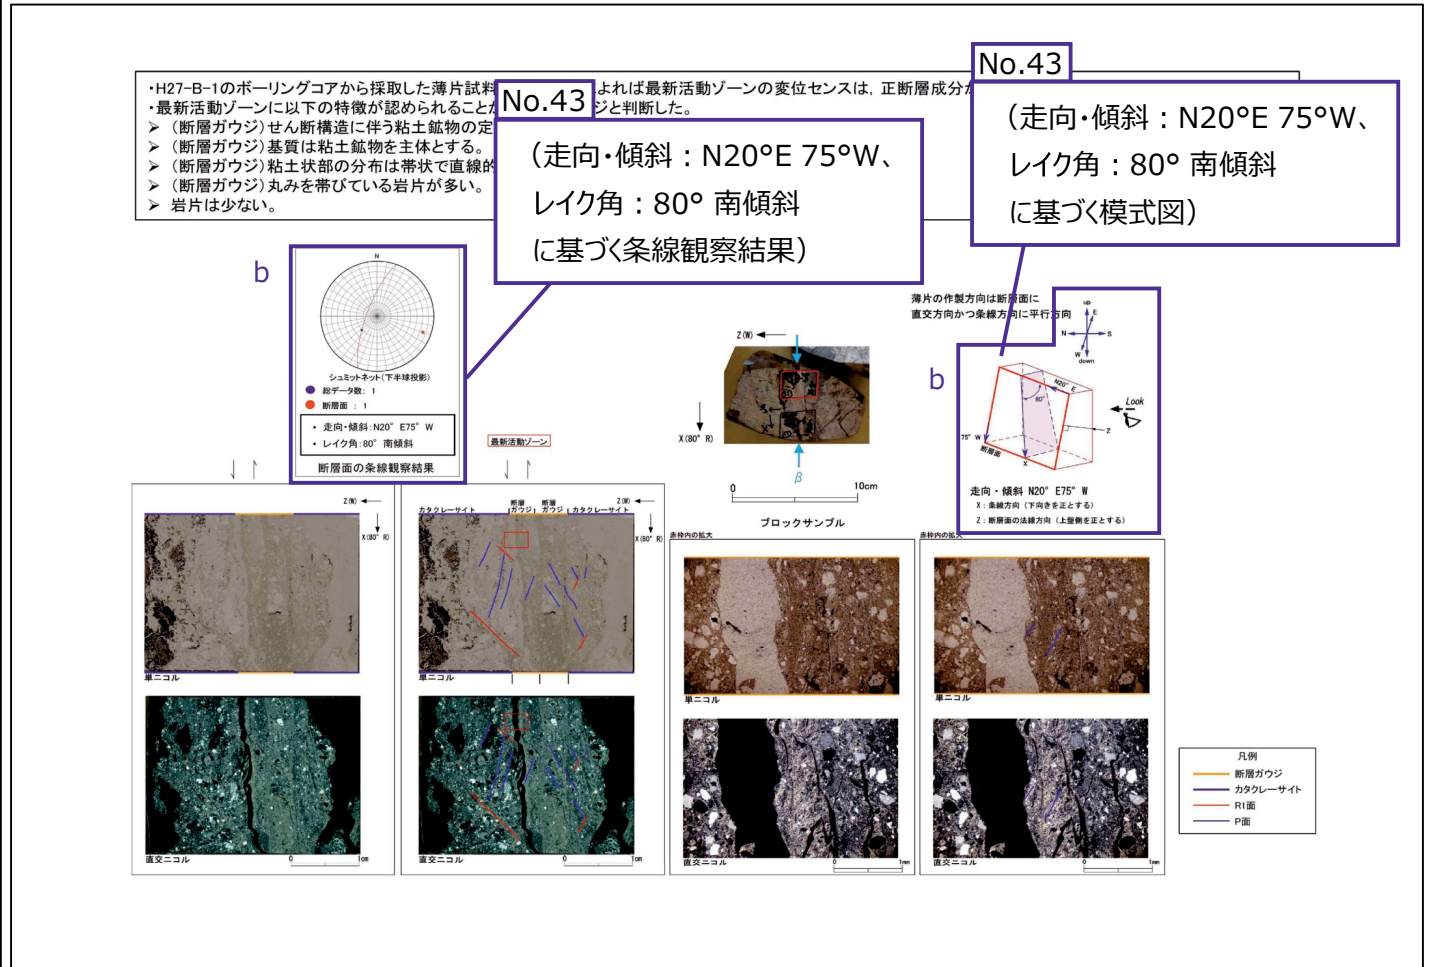 ・H27-B-1のボーリングコアから採取した薄片試料
よれば最新活動ゾーンの変位センスは，正断層成分
・最新活動ゾーンに以下の特徴が認められること
ジと判断した。
➢ （断層ガウジ）せん断構造に伴う粘土鉱物の定
➢ （断層ガウジ）基質は粘土鉱物を主体とする。
➢ （断層ガウジ）粘土状部の分布は帯状で直線的
➢ （断層ガウジ）丸みを帯びている岩片が多い。
➢ 岩片は少ない。
No.43
（走向・傾斜：N20°E 75°W、
レイク角：80° 南傾斜
に基づく条線観察結果）
No.43
（走向・傾斜：N20°E 75°W、
レイク角：80° 南傾斜
に基づく模式図）
b
N
シュミットネット(下半球投影)
総データ数： 1
断層面 ： 1
・ 走向・傾斜:N20° E75° W
・ レイク角:80° 南傾斜
断層面の条線観察結果
最新活動ゾーン
Z(W)
X(80° R)
β
0 10cm
ブロックサンプル
薄片の作製方向は断層面に
直交方向かつ条線方向に平行方向
b
up
E
N S
W
down
N20° E
80°
Look
Z
75° W
断層面
X
走向・傾斜 N20° E75° W
X：条線方向（下向きを正とする）
Z：断層面の法線方向（上盤側を正とする）
Z(W)
X(80° R)
単ニコル
直交ニコル
0 1cm
カタクレーサイト
断層ガウジ
断層ガウジ
カタクレーサイト
Z(W)
X(80° R)
単ニコル
直交ニコル
0 1cm
赤枠内の拡大
単ニコル
直交ニコル
0 1mm
赤枠内の拡大
単ニコル
直交ニコル
0 1mm
凡例
断層ガウジ
カタクレーサイト
R1面
P面